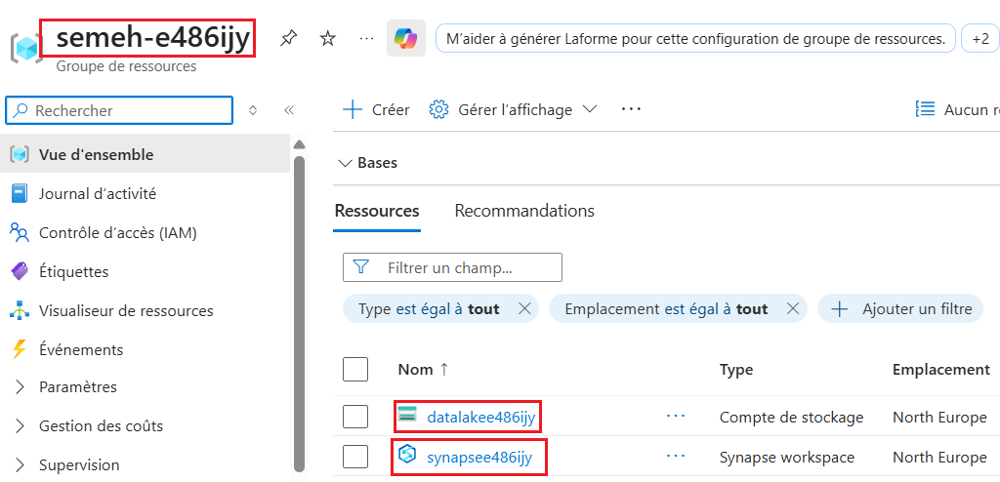 semeh-e486ijy
Groupe de ressources
M'aider à générer Laforme pour cette configuration de groupe de ressources.
+2
Rechercher
Vue d'ensemble
Journal d'activité
Contrôle d'accès (IAM)
Étiquettes
Visualiseur de ressources
Événements
Paramètres
Gestion des coûts
Supervision
Créer
Gérer l'affichage
Aucun
Bases
Ressources
Recommandations
Filtrer un champ...
Type est égal à tout
Emplacement est égal à tout
Ajouter un filtre
Nom ↑ Type Emplacement
datalakee486ijy ... Compte de stockage North Europe
synapsee486ijy ... Synapse workspace North Europe